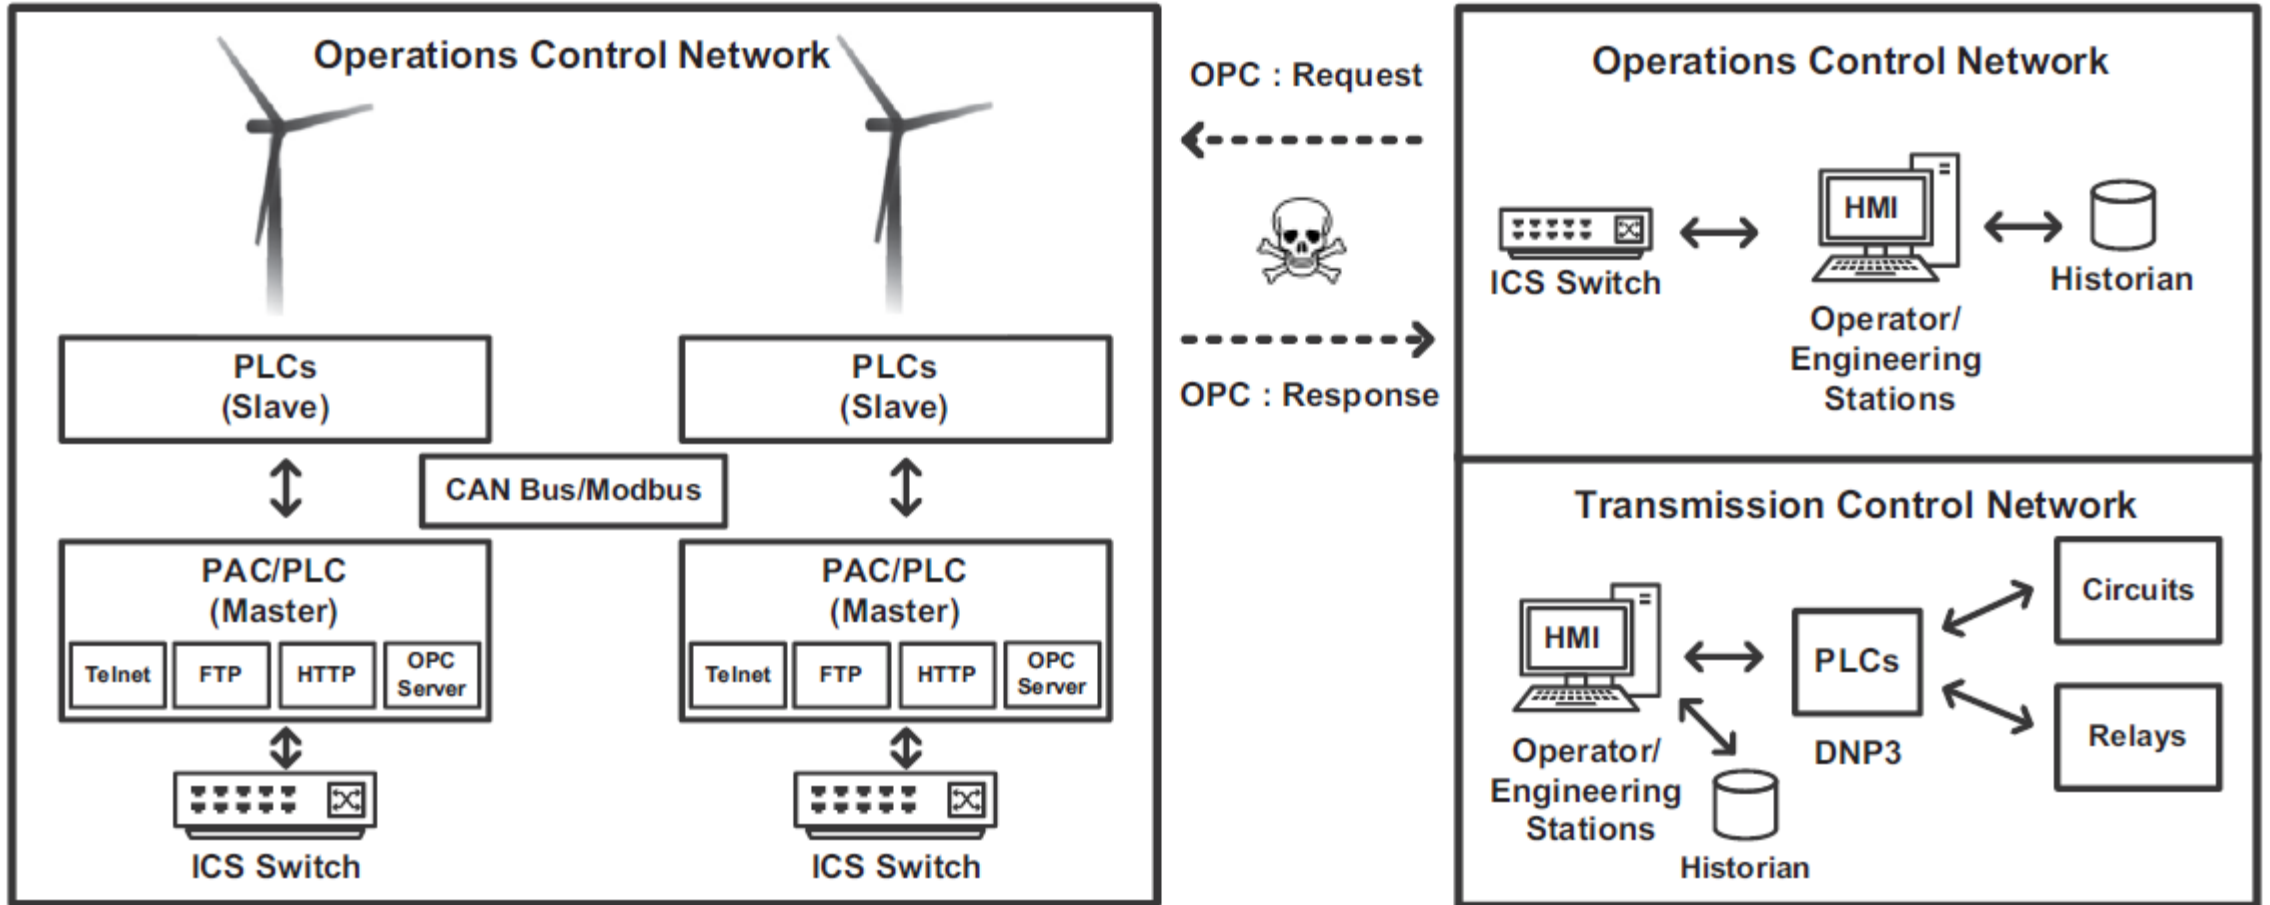 Operations Control Network
PLCs
(Slave)
PLCs
(Slave)
CAN Bus/Modbus
PAC/PLC
(Master)
Telnet
FTP
HTTP
OPC
Server
PAC/PLC
(Master)
Telnet
FTP
HTTP
OPC
Server
ICS Switch
ICS Switch
OPC : Request
OPC : Response
Operations Control Network
ICS Switch
HMI
Operator/
Engineering
Stations
Historian
Transmission Control Network
HMI
Operator/
Engineering
Stations
Historian
PLCs
DNP3
Circuits
Relays